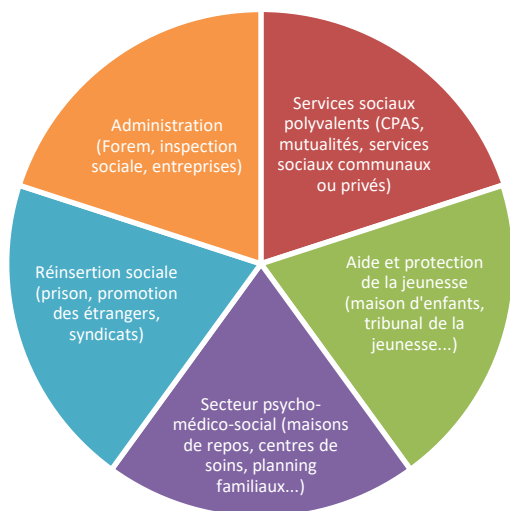 Services sociaux
polyvalents (CPAS,
mutualités, services
sociaux communaux
ou privés)
Aide et protection
de la jeunesse
(maison d'enfants,
tribunal de la
jeunesse...)
Secteur psycho-
médico-social (maisons
de repos, centres de
soins, planning
familiaux...)
Réinsertion sociale
(prison, promotion
des étrangers,
syndicats)
Administration
(Forem, inspection
sociale, entreprises)